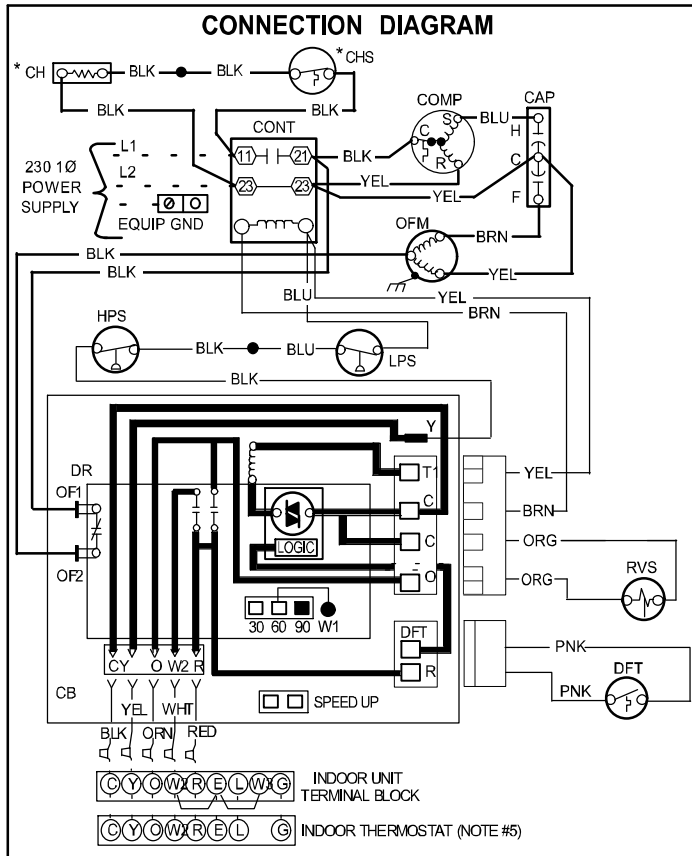 CONNECTION DIAGRAM
* CH
BLK
BLK
* CHS
BLK
BLK
COMP
CAP
S
C
R
BLU
H
C
F
CONT
L1
L2
230 1Ø
POWER
SUPPLY
EQUIP GND
11
21
23
23
BLK
YEL
YEL
OFM
BRN
YEL
BLK
BLK
BLU
YEL
BRN
HPS
BLK
BLU
LPS
BLK
Y
DR
OF1
OF2
T1
C
C
O
LOGIC
30 60 90 W1
DFT
R
YEL
BRN
ORG
ORG
RVS
PNK
DFT
PNK
C Y O W2 R
CB
SPEED UP
YEL WHT
BLK ORN RED
C Y O W2 R E L W3 G
INDOOR UNIT
TERMINAL BLOCK
C Y O W2 R E L G
INDOOR THERMOSTAT (NOTE #5)